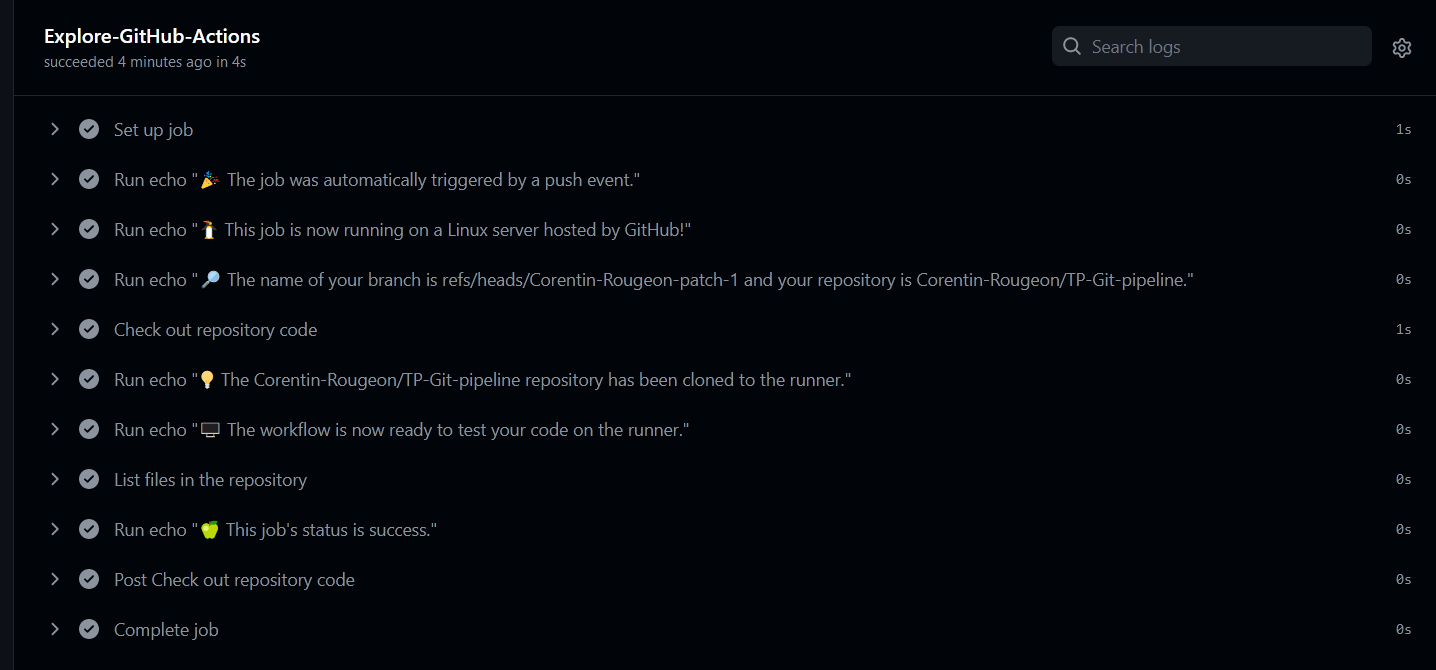 Explore-GitHub-Actions
succeeded 4 minutes ago in 4s
Search logs
Set up job 1s
Run echo "🎉 The job was automatically triggered by a push event." 0s
Run echo "🐧 This job is now running on a Linux server hosted by GitHub!" 0s
Run echo "🔎 The name of your branch is refs/heads/Corentin-Rougeon-patch-1 and your repository is Corentin-Rougeon/TP-Git-pipeline." 0s
Check out repository code 1s
Run echo "💡 The Corentin-Rougeon/TP-Git-pipeline repository has been cloned to the runner." 0s
Run echo "🖥️ The workflow is now ready to test your code on the runner." 0s
List files in the repository 0s
Run echo "🍏 This job's status is success." 0s
Post Check out repository code 0s
Complete job 0s